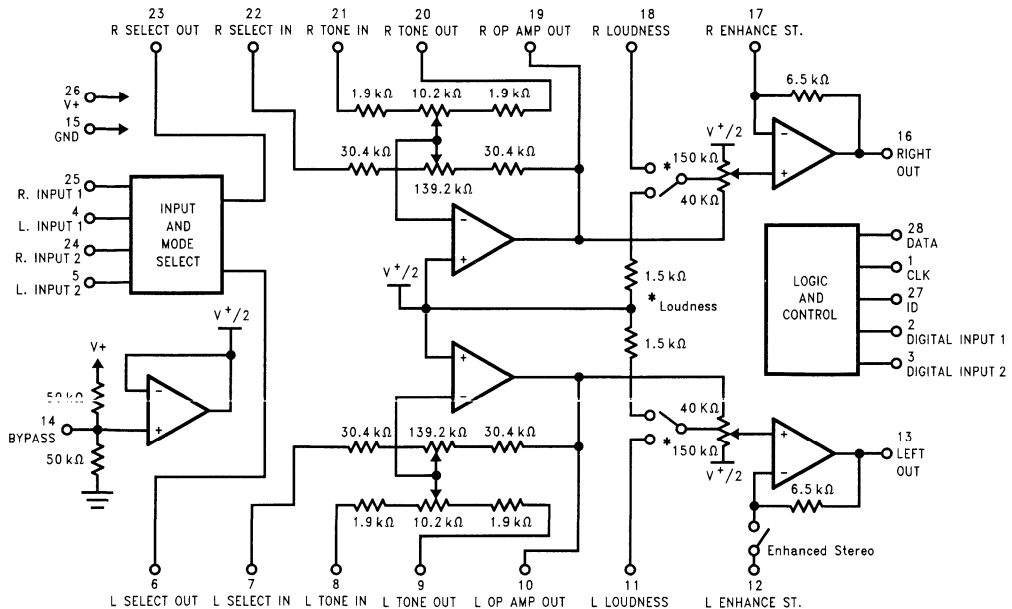 23 22 21 20 19 18 17
R SELECT OUT R SELECT IN R TONE IN R TONE OUT R OP AMP OUT R LOUDNESS R ENHANCE ST.
26
V+
15
GND
1.9 kΩ 10.2 kΩ 1.9 kΩ
6.5 kΩ
30.4 kΩ 30.4 kΩ
139.2 kΩ
V+/2
150 kΩ
*
40 KΩ
−
+
16
RIGHT
OUT
25
R. INPUT 1
4
L. INPUT 1
24
R. INPUT 2
5
L. INPUT 2
INPUT
AND
MODE
SELECT
−
+
V+/2
1.5 kΩ
*Loudness
1.5 kΩ
LOGIC
AND
CONTROL
28
DATA
1
CLK
27
ID
2
DIGITAL INPUT 1
3
DIGITAL INPUT 2
V+/2
V+
50 kΩ
14
BYPASS
50 kΩ
−
+
+
−
30.4 kΩ 139.2 kΩ 30.4 kΩ
1.9 kΩ 10.2 kΩ 1.9 kΩ
40 KΩ
*
150 kΩ
V+/2
+
−
13
LEFT
OUT
6.5 kΩ
Enhanced Stereo
6 7 8 9 10 11 12
L SELECT OUT L SELECT IN L TONE IN L TONE OUT L OP AMP OUT L LOUDNESS L ENHANCE ST.